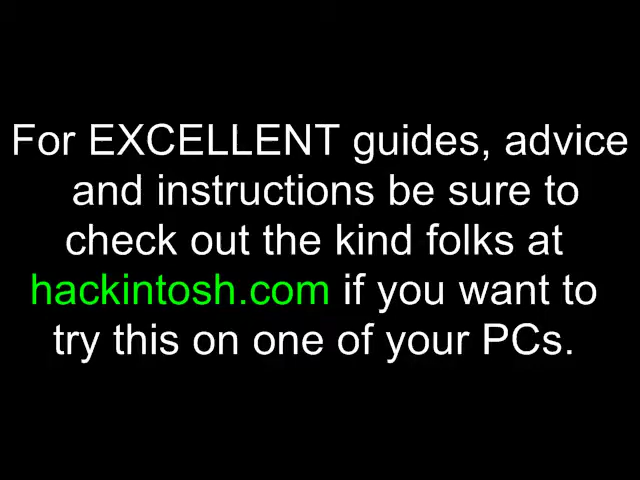 For EXCELLENT guides, advice
and instructions be sure to
check out the kind folks at
hackintosh.com if you want to
try this on one of your PCs.